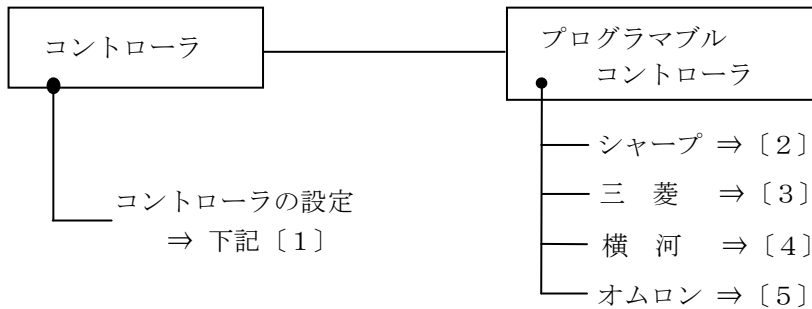 コントローラ
プログラマブル
コントローラ
シャープ ⇒ 〔２〕
三 菱 ⇒ 〔３〕
横 河 ⇒ 〔４〕
オムロン ⇒ 〔５〕
コントローラの設定
⇒ 下記〔１〕